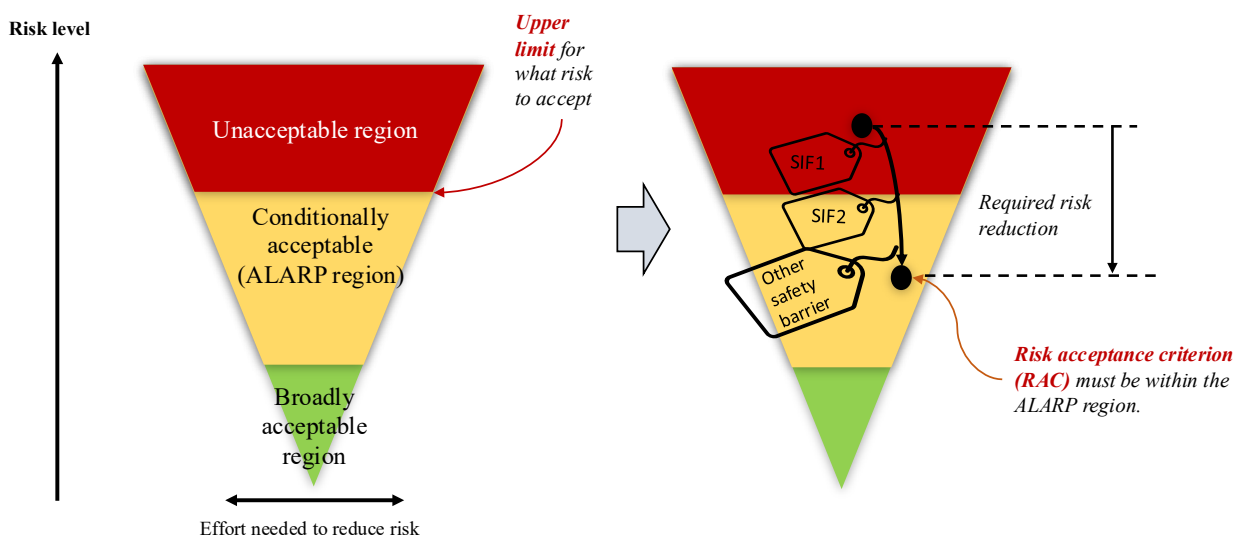 Risk level
Upper
limit for
what risk
to accept
Unacceptable region
Conditionally
acceptable
(ALARP region)
Broadly
acceptable
region
Effort needed to reduce risk
SIF1
SIF2
Other
safety
barrier
Required risk
reduction
Risk acceptance criterion
(RAC) must be within the
ALARP region.